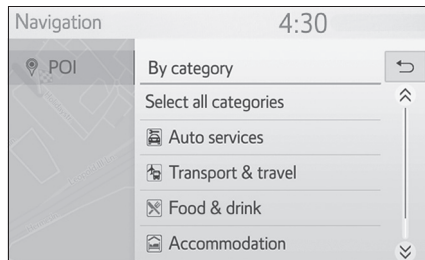 Navigation 4:30
POI
By category
Select all categories
Auto services
Transport & travel
Food & drink
Accommodation